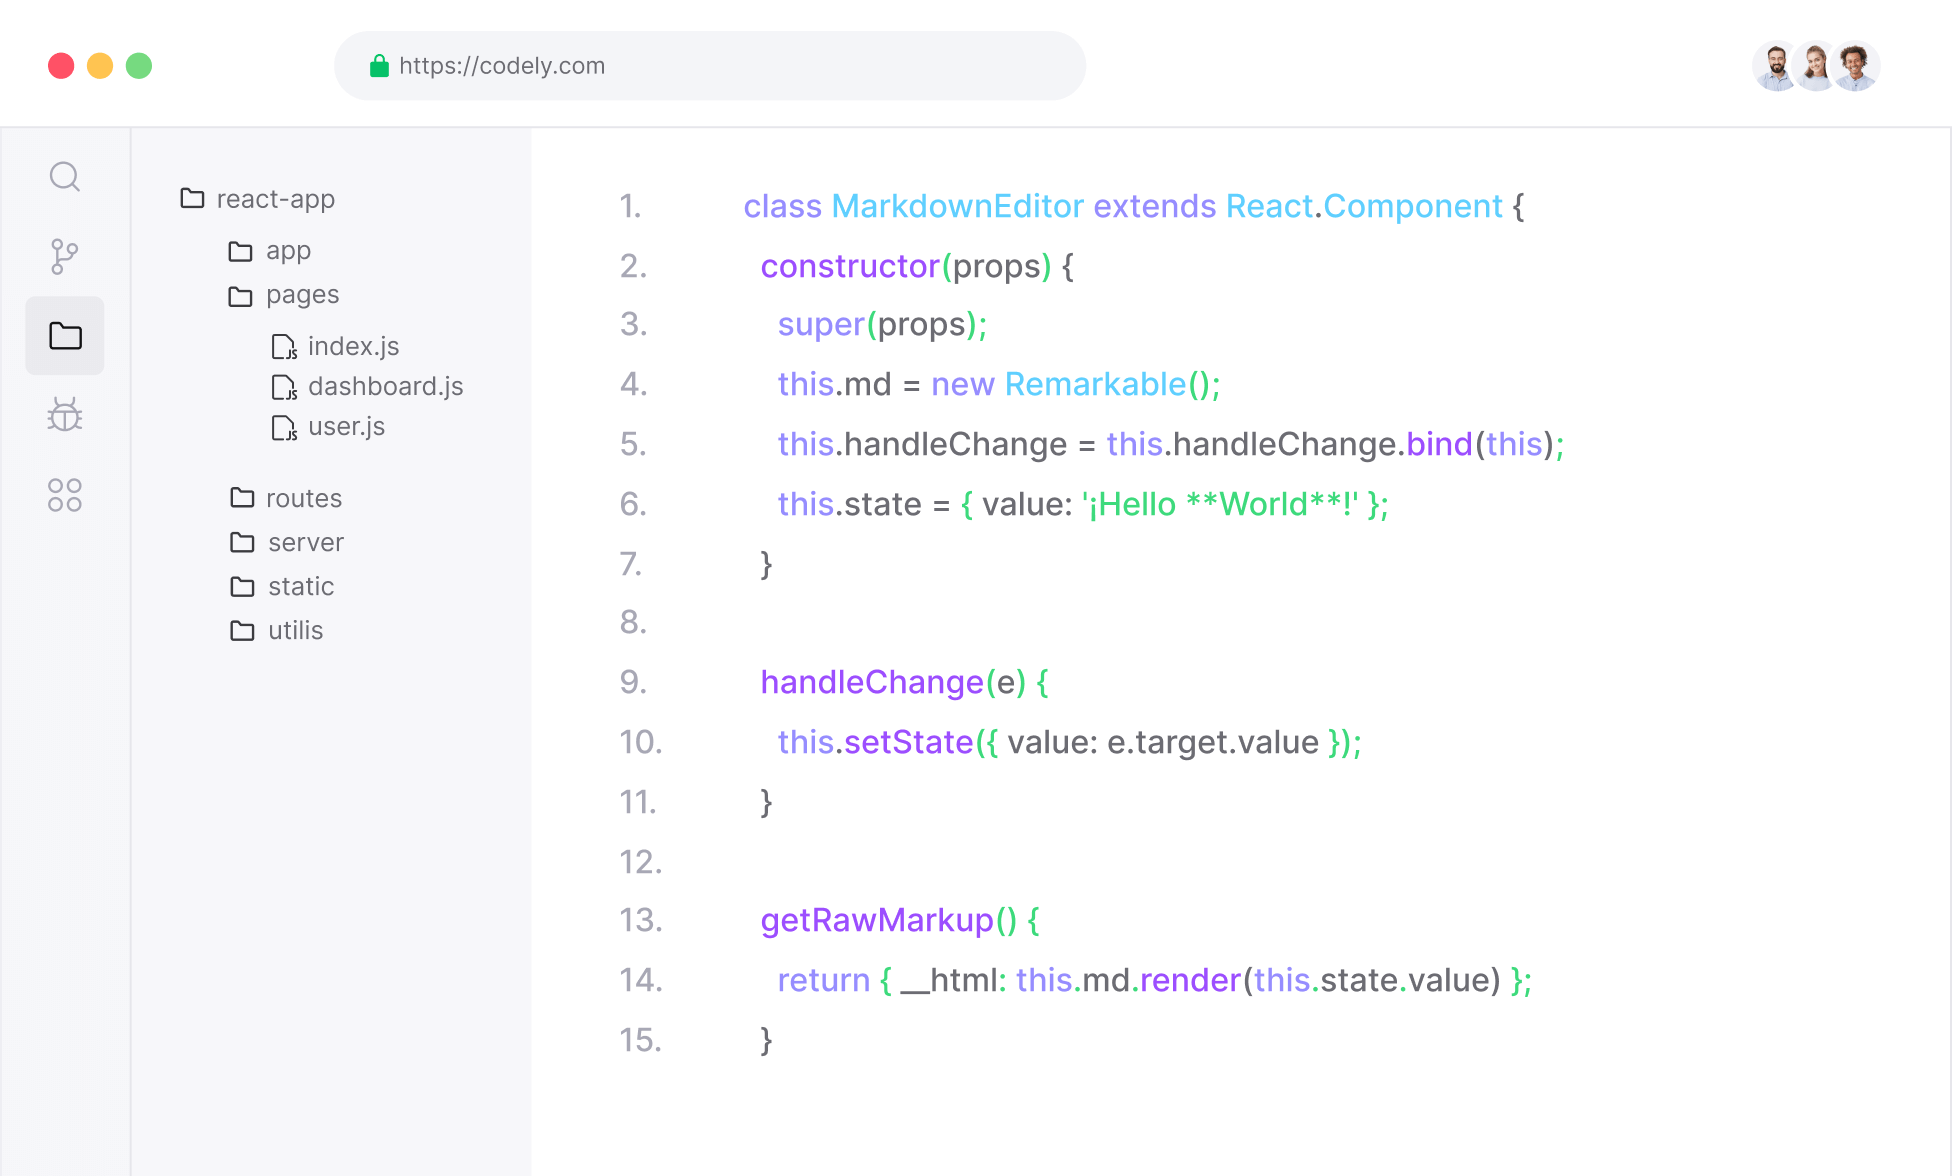 https://codely.com
react-app
app
pages
index.js
dashboard.js
user.js
routes
server
static
utilis
1. class MarkdownEditor extends React.Component {
2. constructor(props) {
3. super(props);
4. this.md = new Remarkable();
5. this.handleChange = this.handleChange.bind(this);
6. this.state = { value: '¡Hello **World**!' };
7. }
8.
9. handleChange(e) {
10. this.setState({ value: e.target.value });
11. }
12.
13. getRawMarkup() {
14. return { __html: this.md.render(this.state.value) };
15. }